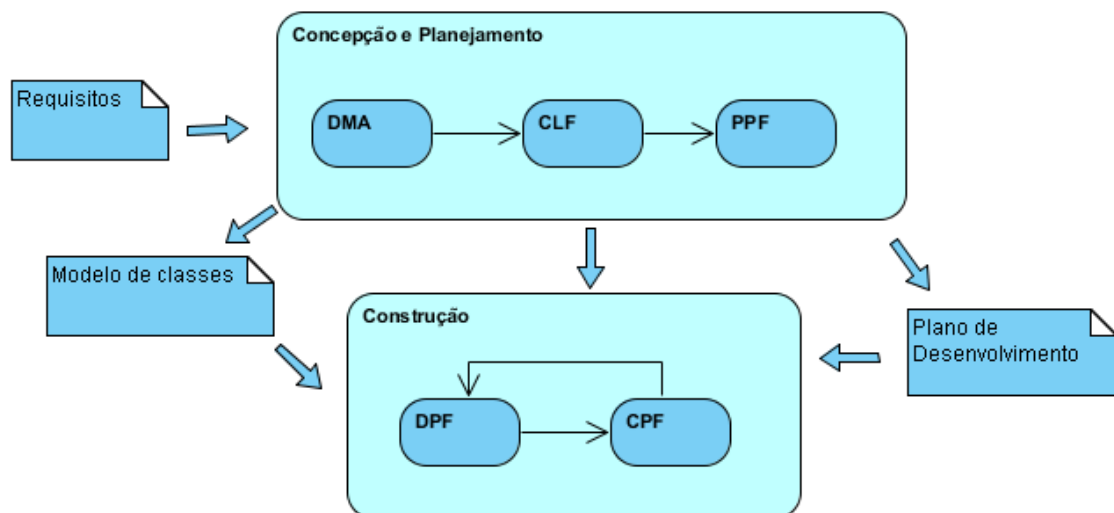 Concepção e Planejamento
Requisitos
DMA
CLF
PPF
Modelo de classes
Construção
Plano de
Desenvolvimento
DPF
CPF